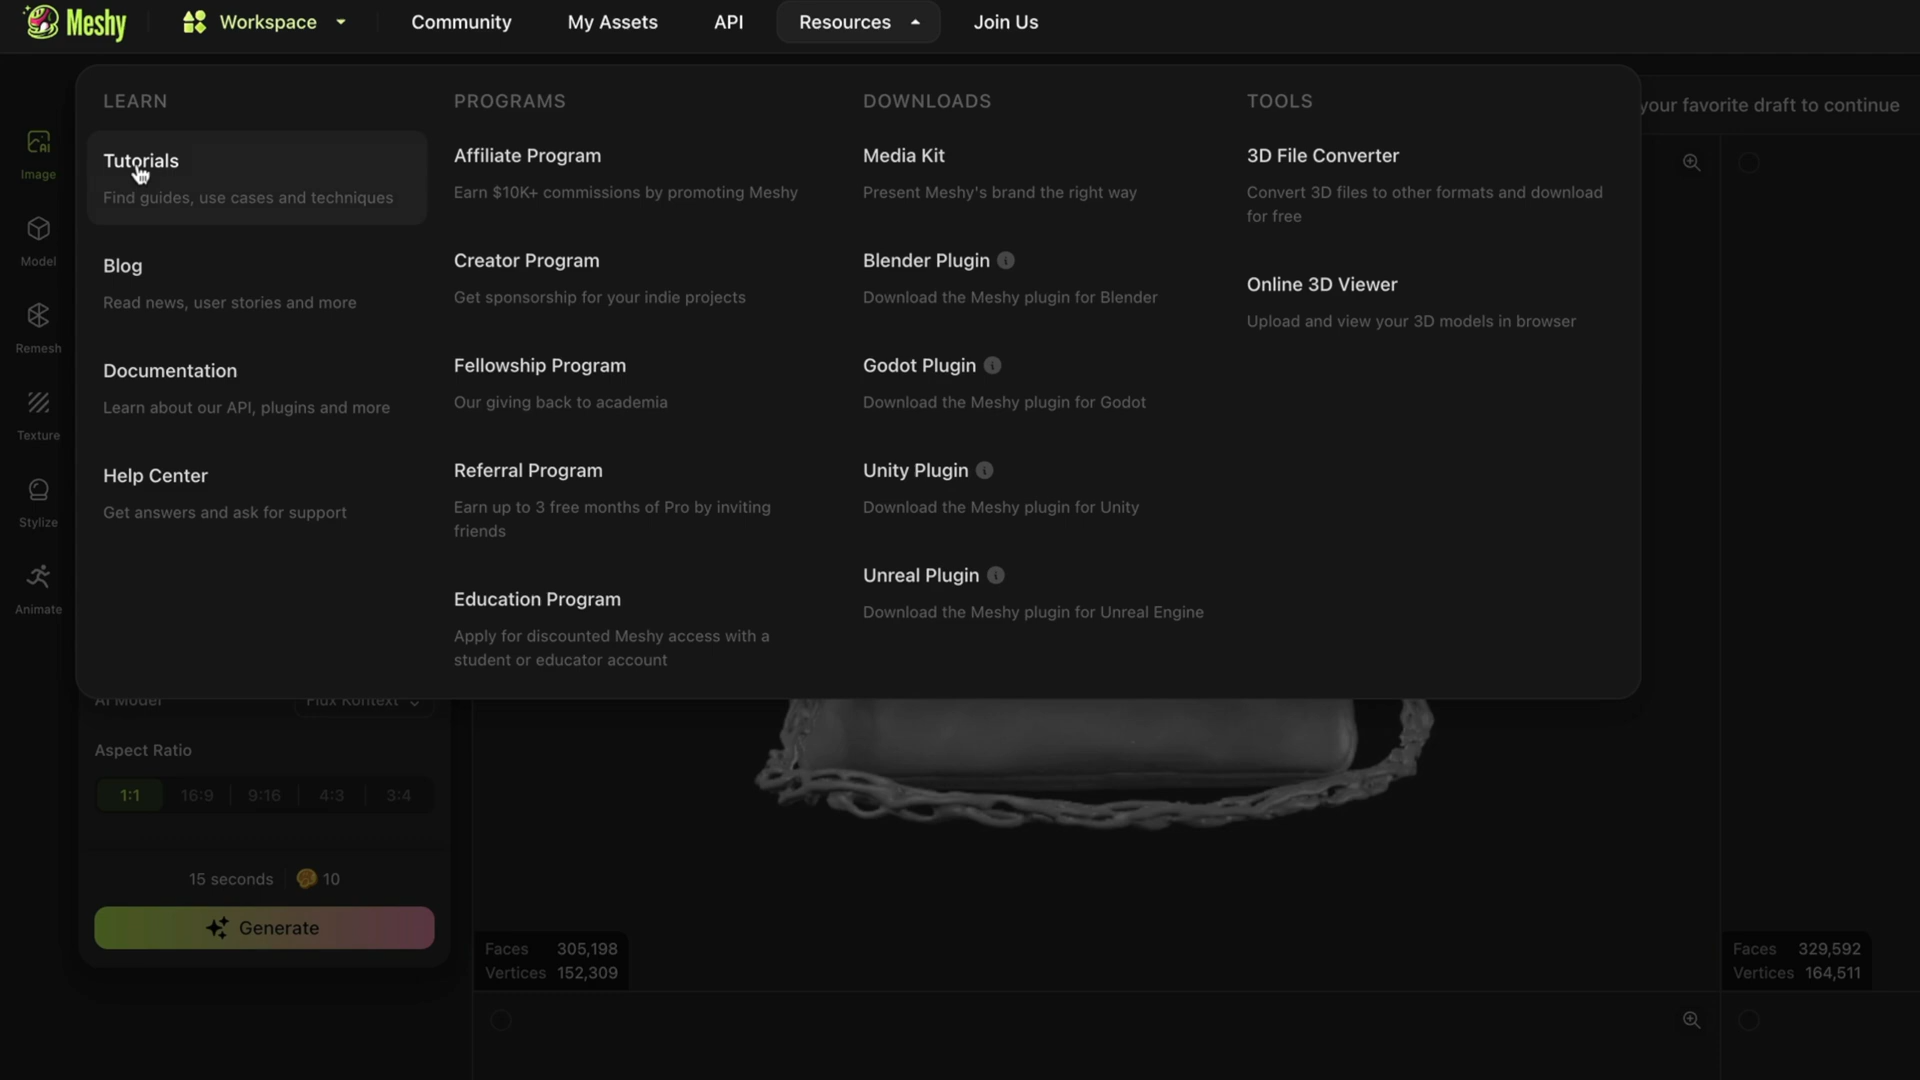 Meshy
Workspace
Community
My Assets
API
Resources
Join Us
LEARN
Tutorials
Find guides, use cases and techniques
Blog
Read news, user stories and more
Documentation
Learn about our API, plugins and more
Help Center
Get answers and ask for support
PROGRAMS
Affiliate Program
Earn $10K+ commissions by promoting Meshy
Creator Program
Get sponsorship for your indie projects
Fellowship Program
Our giving back to academia
Referral Program
Earn up to 3 free months of Pro by inviting
friends
Education Program
Apply for discounted Meshy access with a
student or educator account
DOWNLOADS
Media Kit
Present Meshy's brand the right way
Blender Plugin
Download the Meshy plugin for Blender
Godot Plugin
Download the Meshy plugin for Godot
Unity Plugin
Download the Meshy plugin for Unity
Unreal Plugin
Download the Meshy plugin for Unreal Engine
TOOLS
3D File Converter
Convert 3D files to other formats and download
for free
Online 3D Viewer
Upload and view your 3D models in browser
your favorite draft to continue
Image
Model
Remesh
Texture
Stylize
Animate
AI Model
Flux Kontext
Aspect Ratio
1:1 16:9 9:16 4:3 3:4
15 seconds 10
Generate
Faces 305,198
Vertices 152,309
Faces 329,592
Vertices 164,511